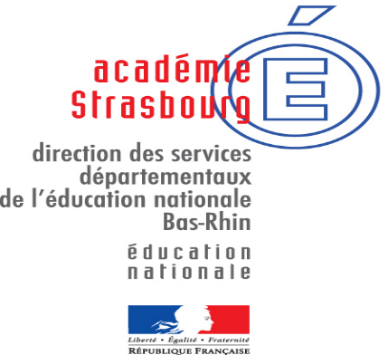 académie
Strasbourg
É
direction des services
départementaux
de l'éducation nationale
Bas-Rhin
éducation
nationale
Liberté • Égalité • Fraternité
RÉPUBLIQUE FRANÇAISE